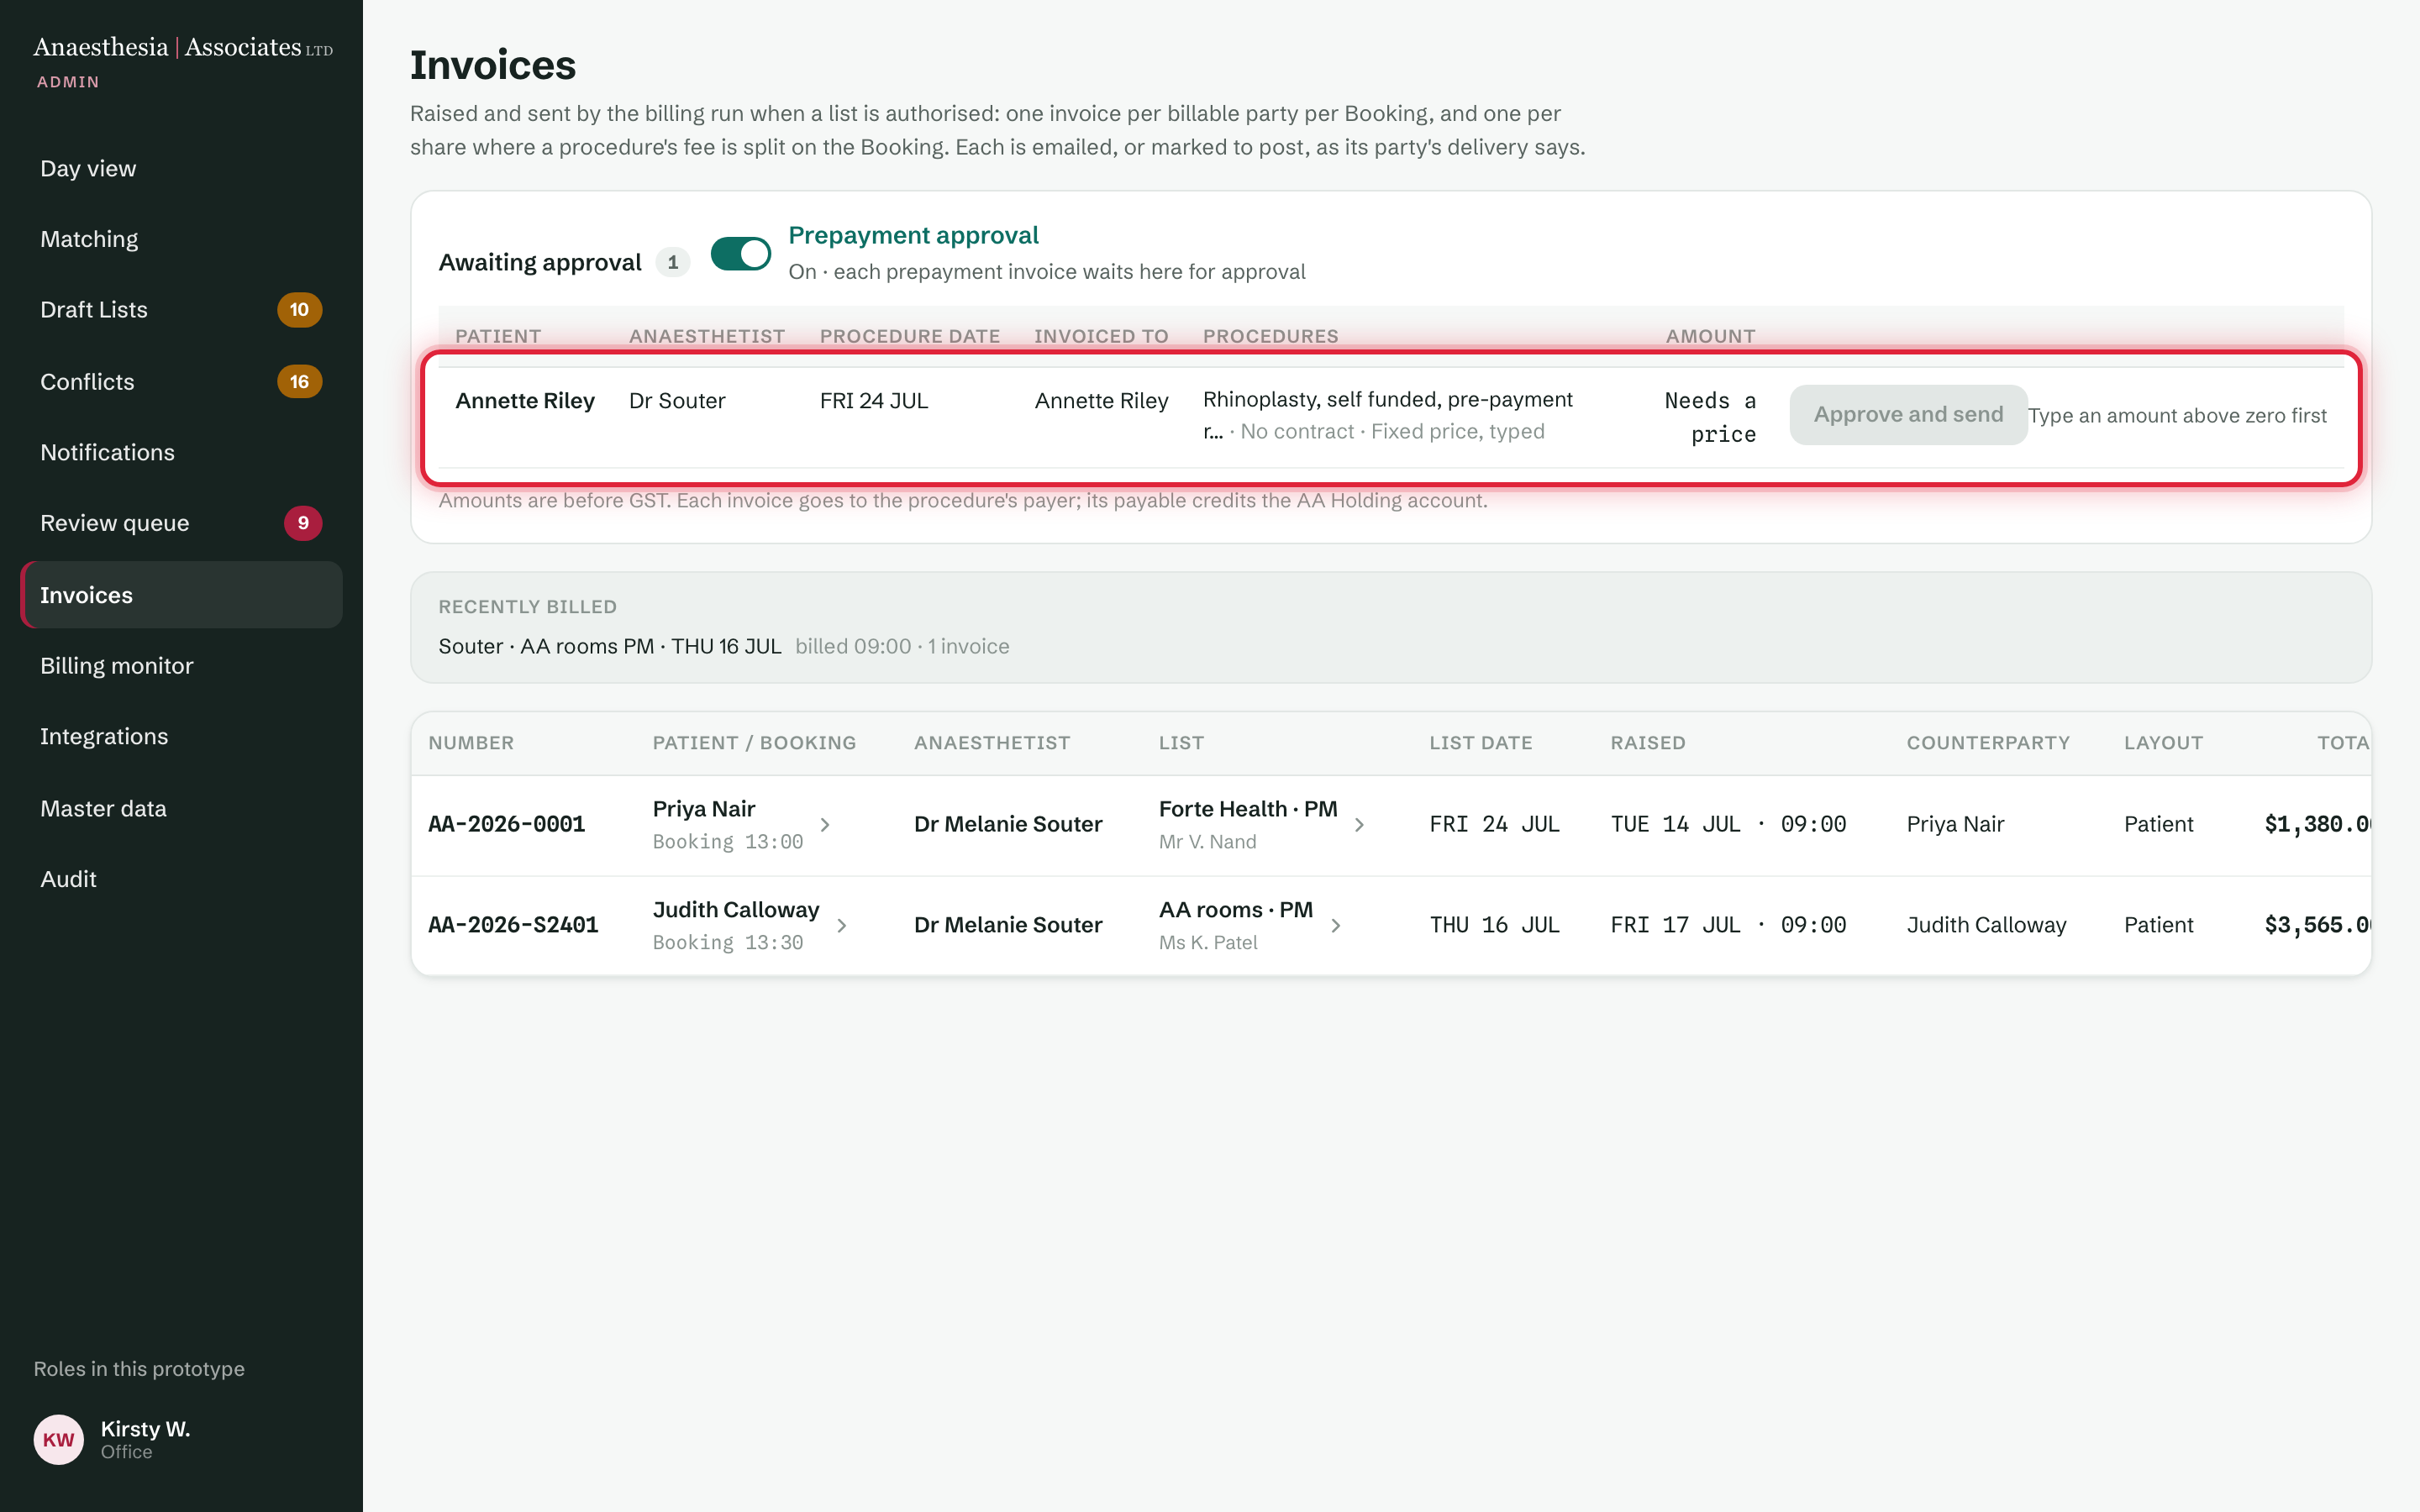 Anaesthesia | Associates LTD
ADMIN
Day view
Matching
Draft Lists 10
Conflicts 16
Notifications
Review queue 9
Invoices
Billing monitor
Integrations
Master data
Audit
Roles in this prototype
KW
Kirsty W.
Office
Invoices
Raised and sent by the billing run when a list is authorised: one invoice per billable party per Booking, and one per
share where a procedure's fee is split on the Booking. Each is emailed, or marked to post, as its party's delivery says.
Awaiting approval 1
Prepayment approval
On · each prepayment invoice waits here for approval
PATIENT ANAESTHETIST PROCEDURE DATE INVOICED TO PROCEDURES AMOUNT
Annette Riley Dr Souter FRI 24 JUL Annette Riley Rhinoplasty, self funded, pre-payment Needs a Approve and send Type an amount above zero first
r... · No contract · Fixed price, typed price
Amounts are before GST. Each invoice goes to the procedure's payer; its payable credits the AA Holding account.
RECENTLY BILLED
Souter · AA rooms PM · THU 16 JUL billed 09:00 · 1 invoice
NUMBER PATIENT / BOOKING ANAESTHETIST LIST LIST DATE RAISED COUNTERPARTY LAYOUT TOTA
AA-2026-0001 Priya Nair Dr Melanie Souter Forte Health · PM FRI 24 JUL TUE 14 JUL · 09:00 Priya Nair Patient $1,380.0
Booking 13:00 Mr V. Nand
AA-2026-S2401 Judith Calloway Dr Melanie Souter AA rooms · PM THU 16 JUL FRI 17 JUL · 09:00 Judith Calloway Patient $3,565.0
Booking 13:30 Ms K. Patel